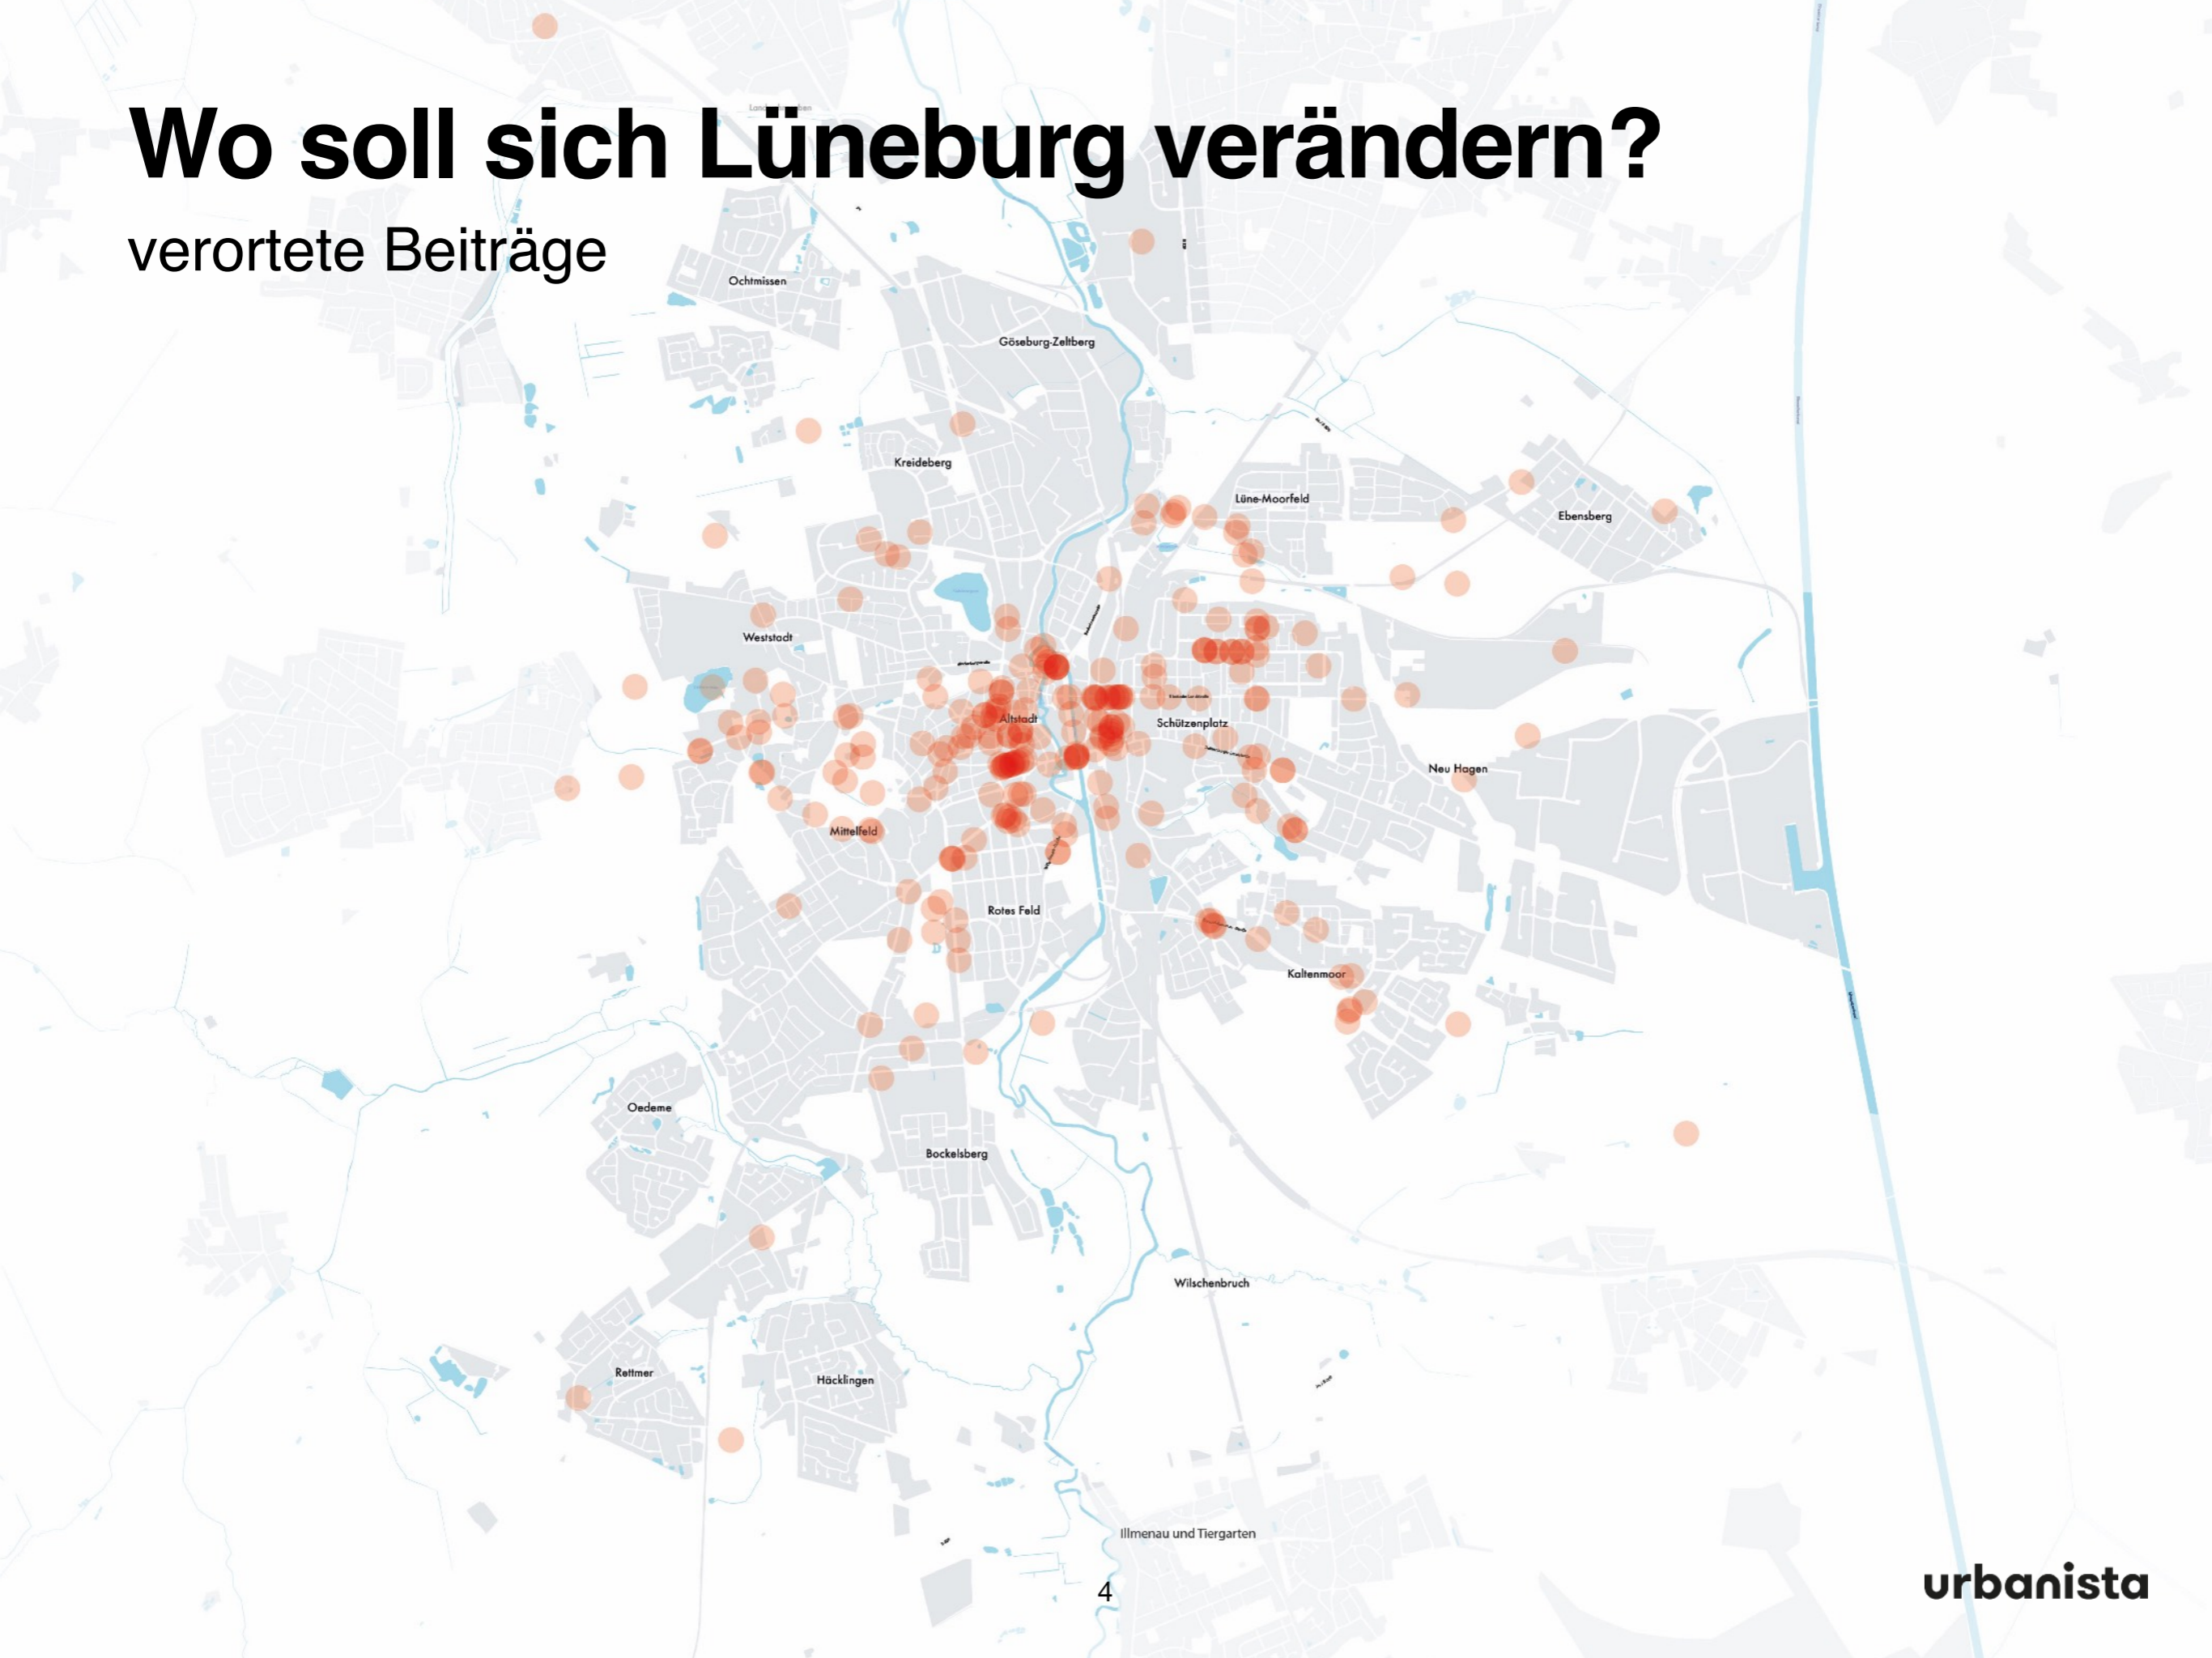 Wo soll sich Lüneburg verändern?
verortete Beiträge
Ochtmissen
Göseburg-Zeltberg
Kreideberg
Lüne-Moorfeld
Ebensberg
Weststadt
Altstadt
Schützenplatz
Neu Hagen
Mittelfeld
Rotes Feld
Kaltenmoor
Oedeme
Bockelsberg
Wilschenbruch
Rettmer
Häcklingen
Illmenau und Tiergarten
4
urbanista